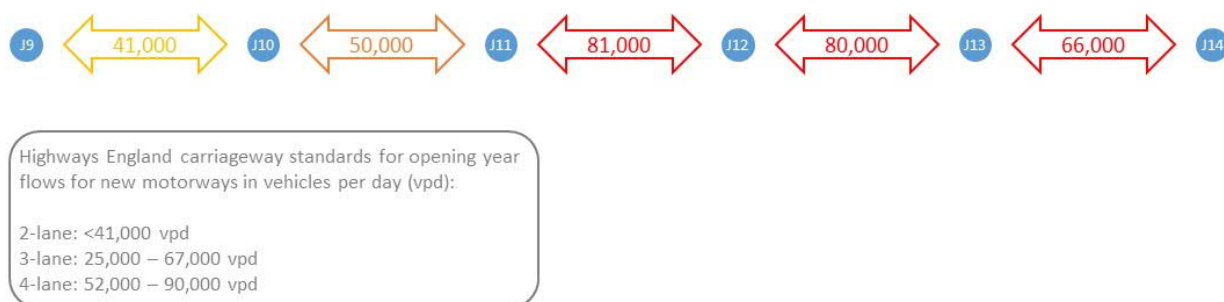 J9 41,000 J10 50,000 J11 81,000 J12 80,000 J13 66,000 J14
Highways England carriageway standards for opening year
flows for new motorways in vehicles per day (vpd):
2-lane: <41,000 vpd
3-lane: 25,000 – 67,000 vpd
4-lane: 52,000 – 90,000 vpd